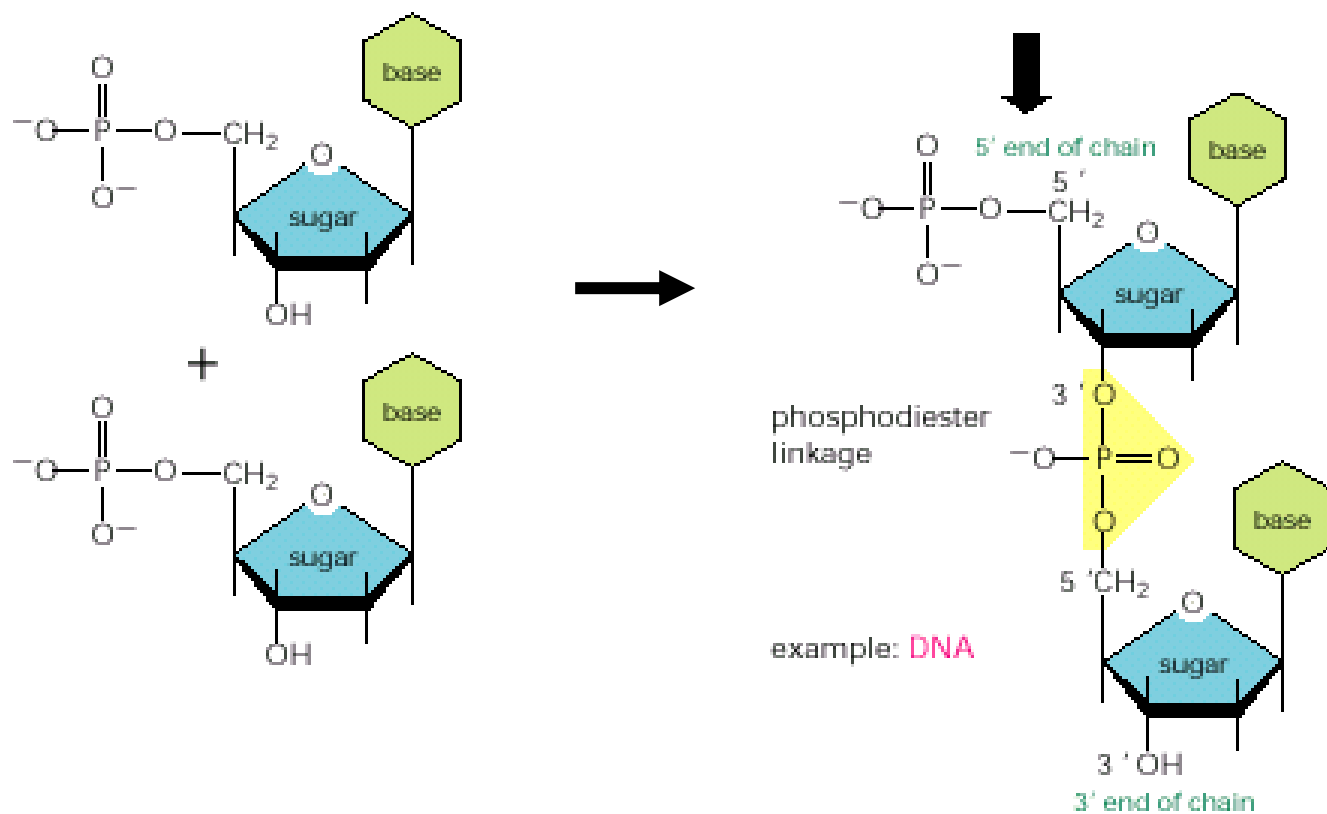 base
O
⁻O P O CH₂
O
O⁻
sugar
OH
+
base
O
⁻O P O CH₂
O
O⁻
sugar
OH
5' end of chain
base
O
5 '
⁻O P O CH₂
O
O⁻
sugar
3 ' O
phosphodiester
linkage
⁻O P O
O
base
5 'CH₂
O
example: DNA
sugar
3 ' OH
3' end of chain